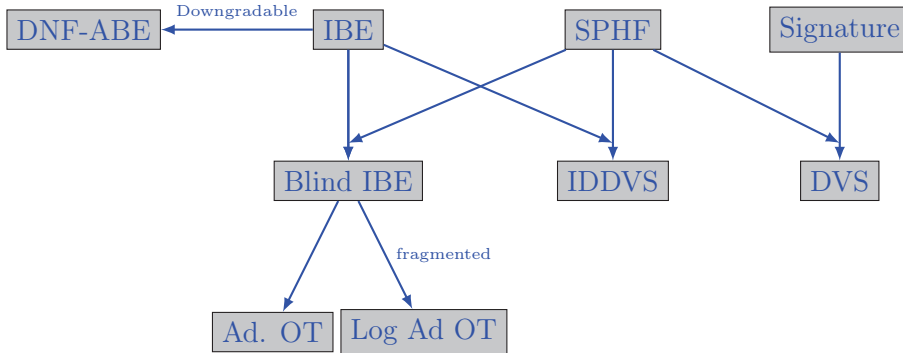 Downgradable
DNF-ABE
IBE
SPHF
Signature
Blind IBE
IDDVS
DVS
fragmented
Ad. OT
Log Ad OT